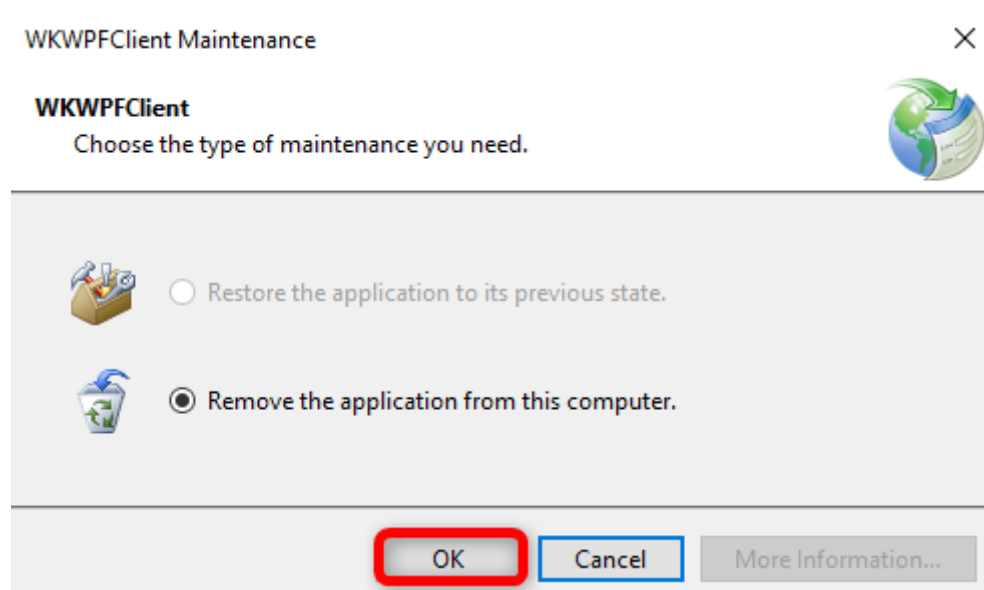 WKWPFClient Maintenance
WKWPFClient
Choose the type of maintenance you need.
Restore the application to its previous state.
Remove the application from this computer.
OK Cancel More Information...